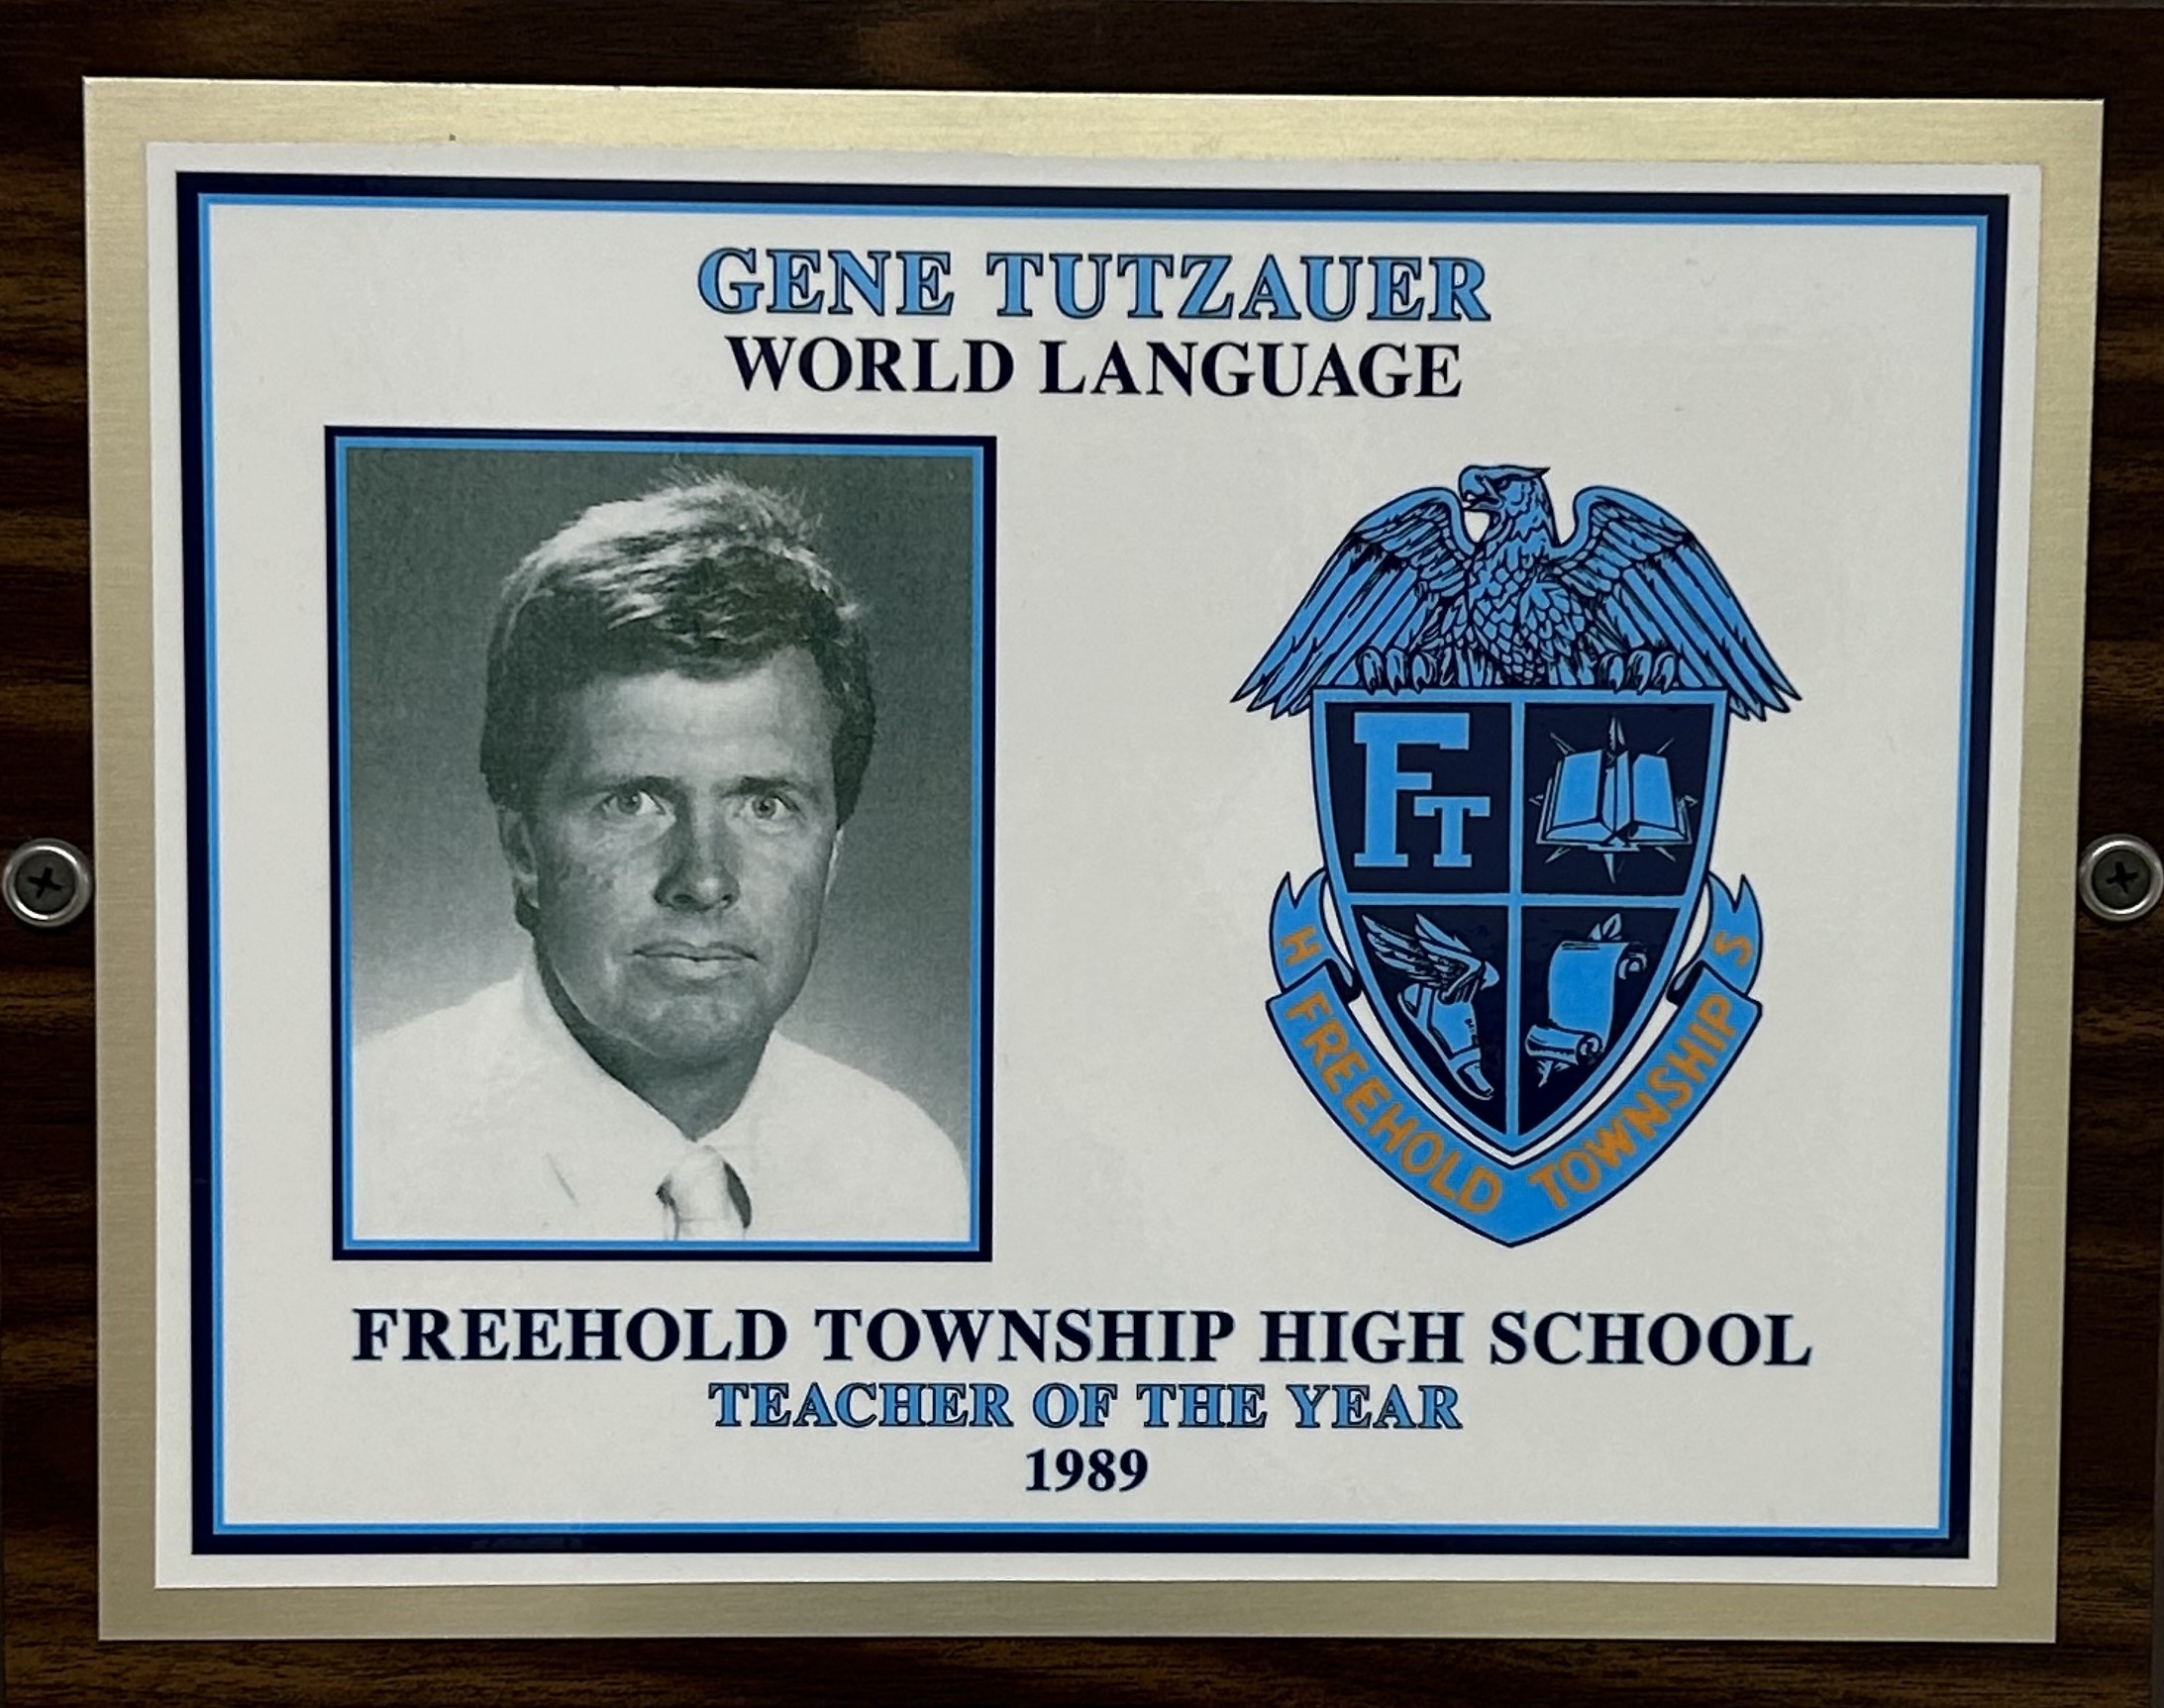 GENE TUTZAUER
WORLD LANGUAGE
FT
H FREEHOLD TOWNSHIP S
FREEHOLD TOWNSHIP HIGH SCHOOL
TEACHER OF THE YEAR
1989